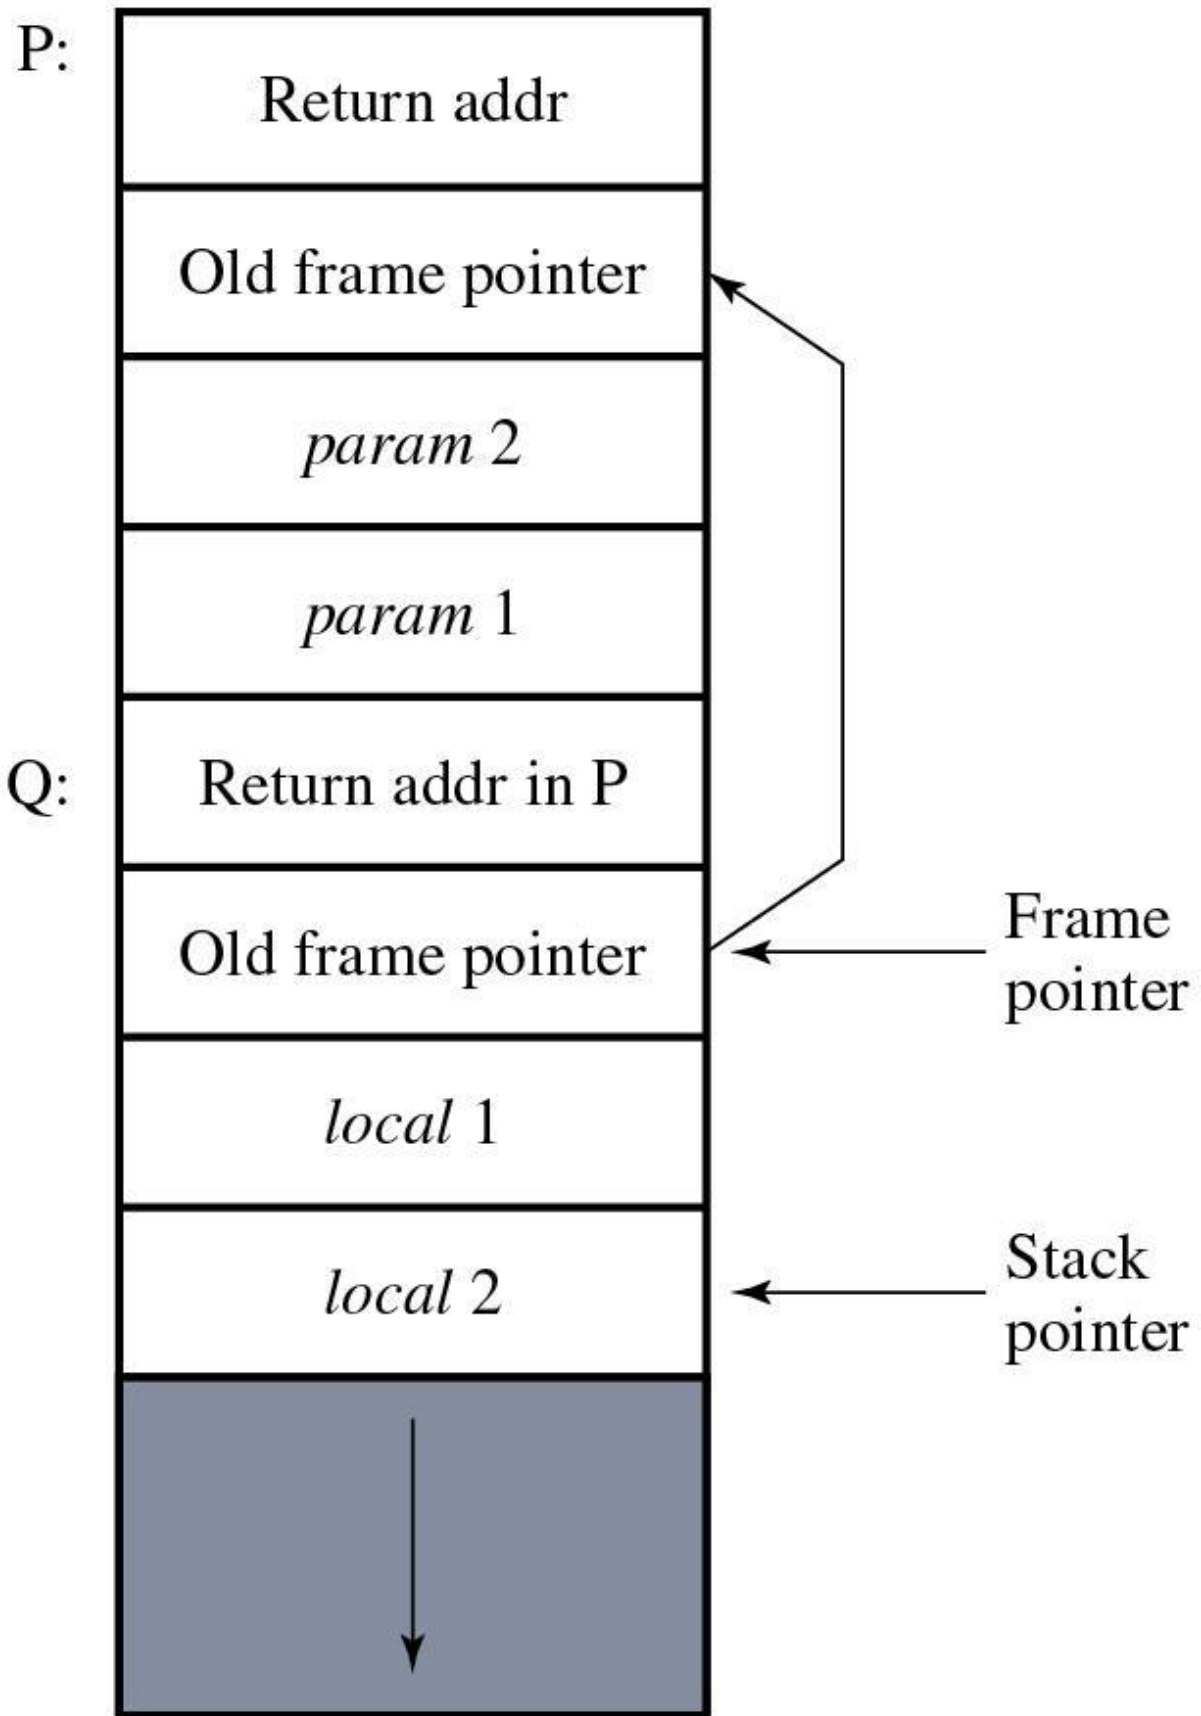 P:
Return addr
Old frame pointer
param 2
param 1
Q:
Return addr in P
Old frame pointer
Frame
pointer
local 1
local 2
Stack
pointer